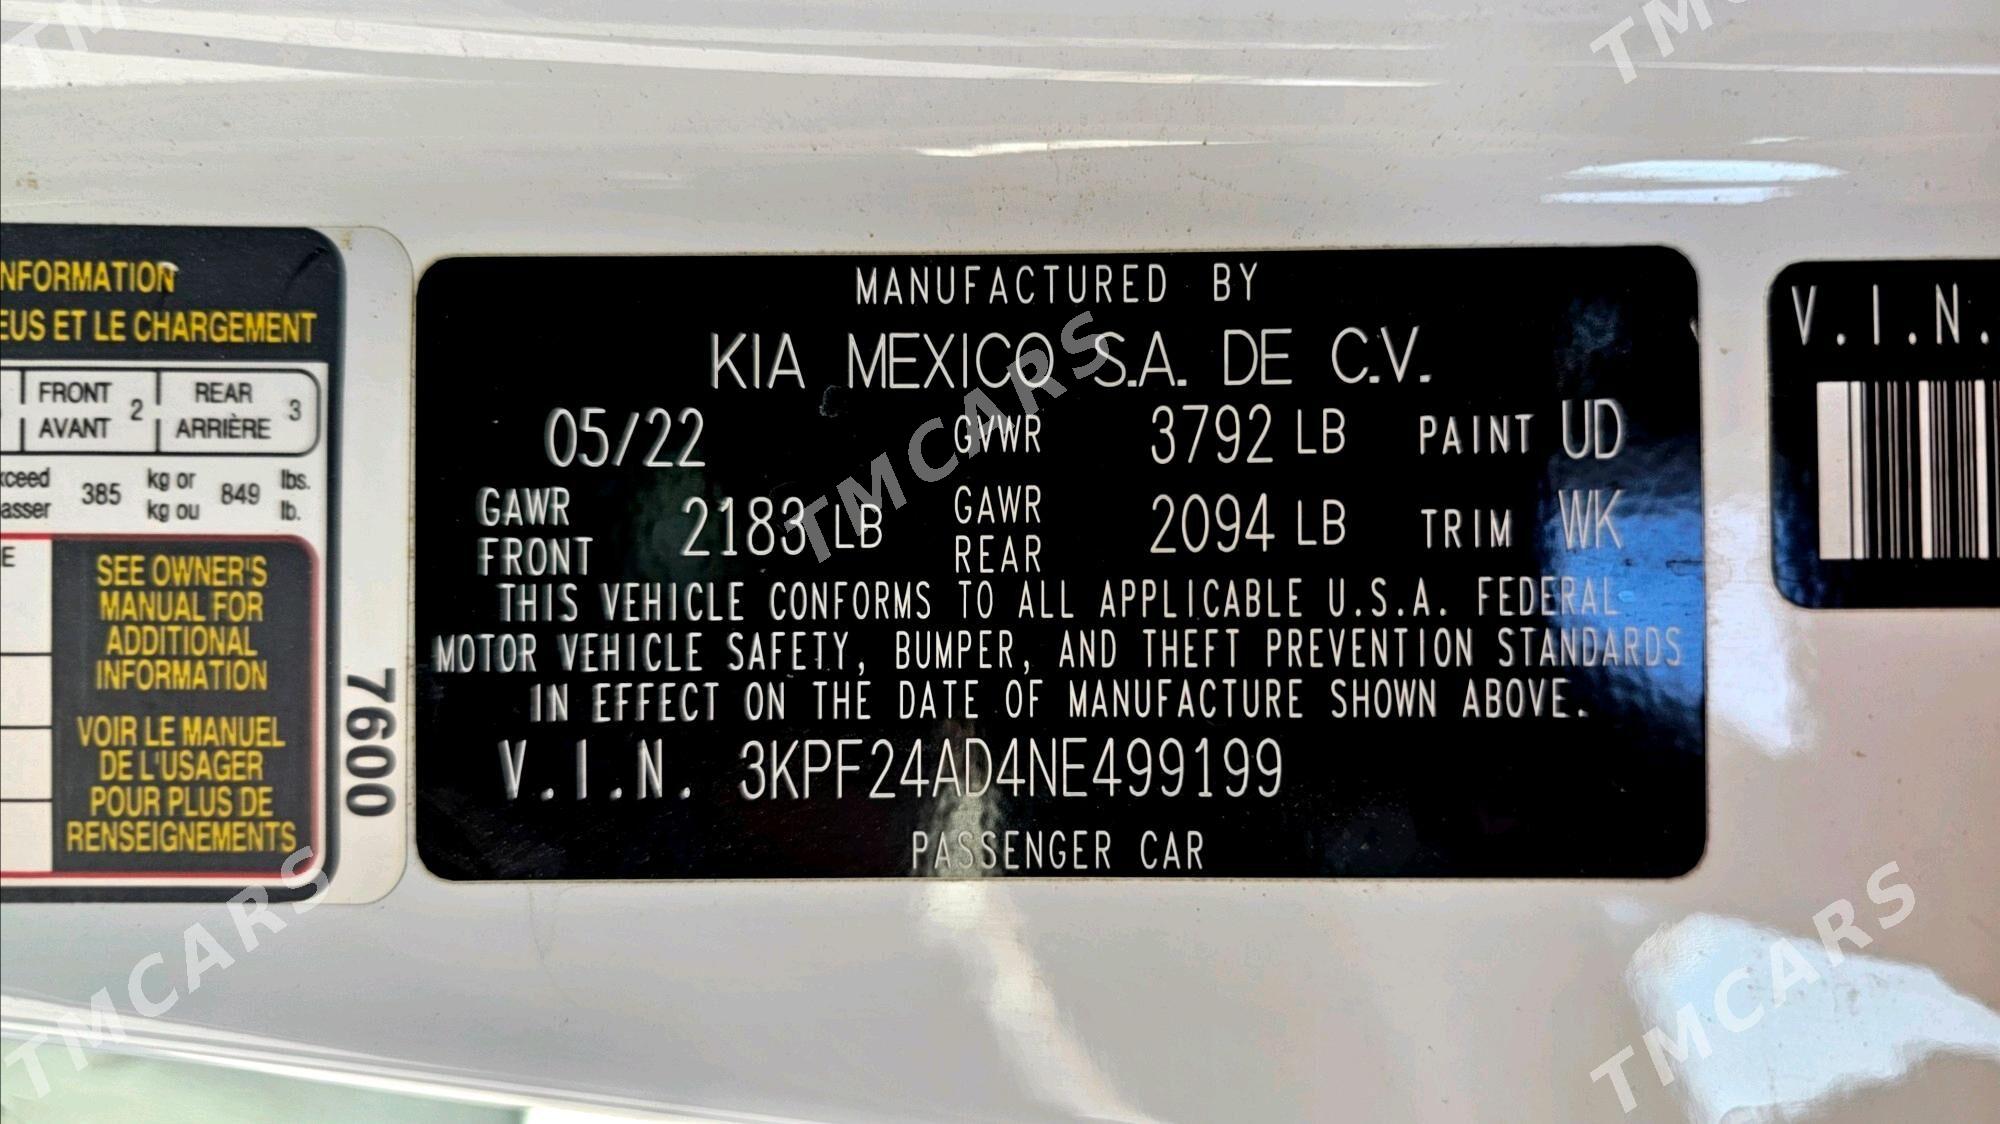 NFORMATION
EUS ET LE CHARGEMENT
FRONT 2 REAR 3
AVANT ARRIÈRE
xceed 385 kg or 849 lbs.
asser kg ou lb.
E
SEE OWNER'S
MANUAL FOR
ADDITIONAL
INFORMATION
VOIR LE MANUEL
DE L'USAGER
POUR PLUS DE
RENSEIGNEMENTS
7600
MANUFACTURED BY
KIA MEXICO S.A. DE C.V.
05/22 GVWR 3792 LB PAINT UD
GAWR FRONT 2183 LB GAWR REAR 2094 LB TRIM WK
THIS VEHICLE CONFORMS TO ALL APPLICABLE U.S.A. FEDERAL
MOTOR VEHICLE SAFETY, BUMPER, AND THEFT PREVENTION STANDARDS
IN EFFECT ON THE DATE OF MANUFACTURE SHOWN ABOVE.
V.I.N. 3KPF24AD4NE499199
PASSENGER CAR
V.I.N.
TMCARS
TMCARS
TMCARS